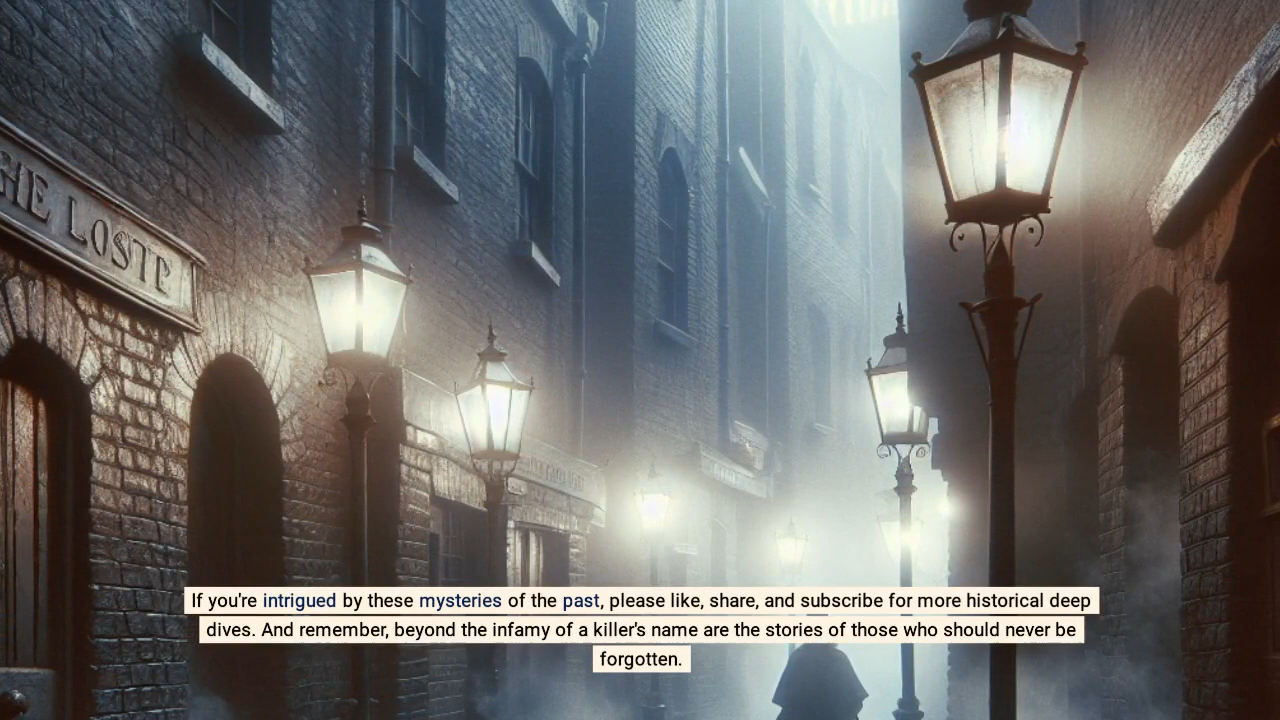 HE LOSTE
If you're intrigued by these mysteries of the past, please like, share, and subscribe for more historical deep
dives. And remember, beyond the infamy of a killer's name are the stories of those who should never be
forgotten.